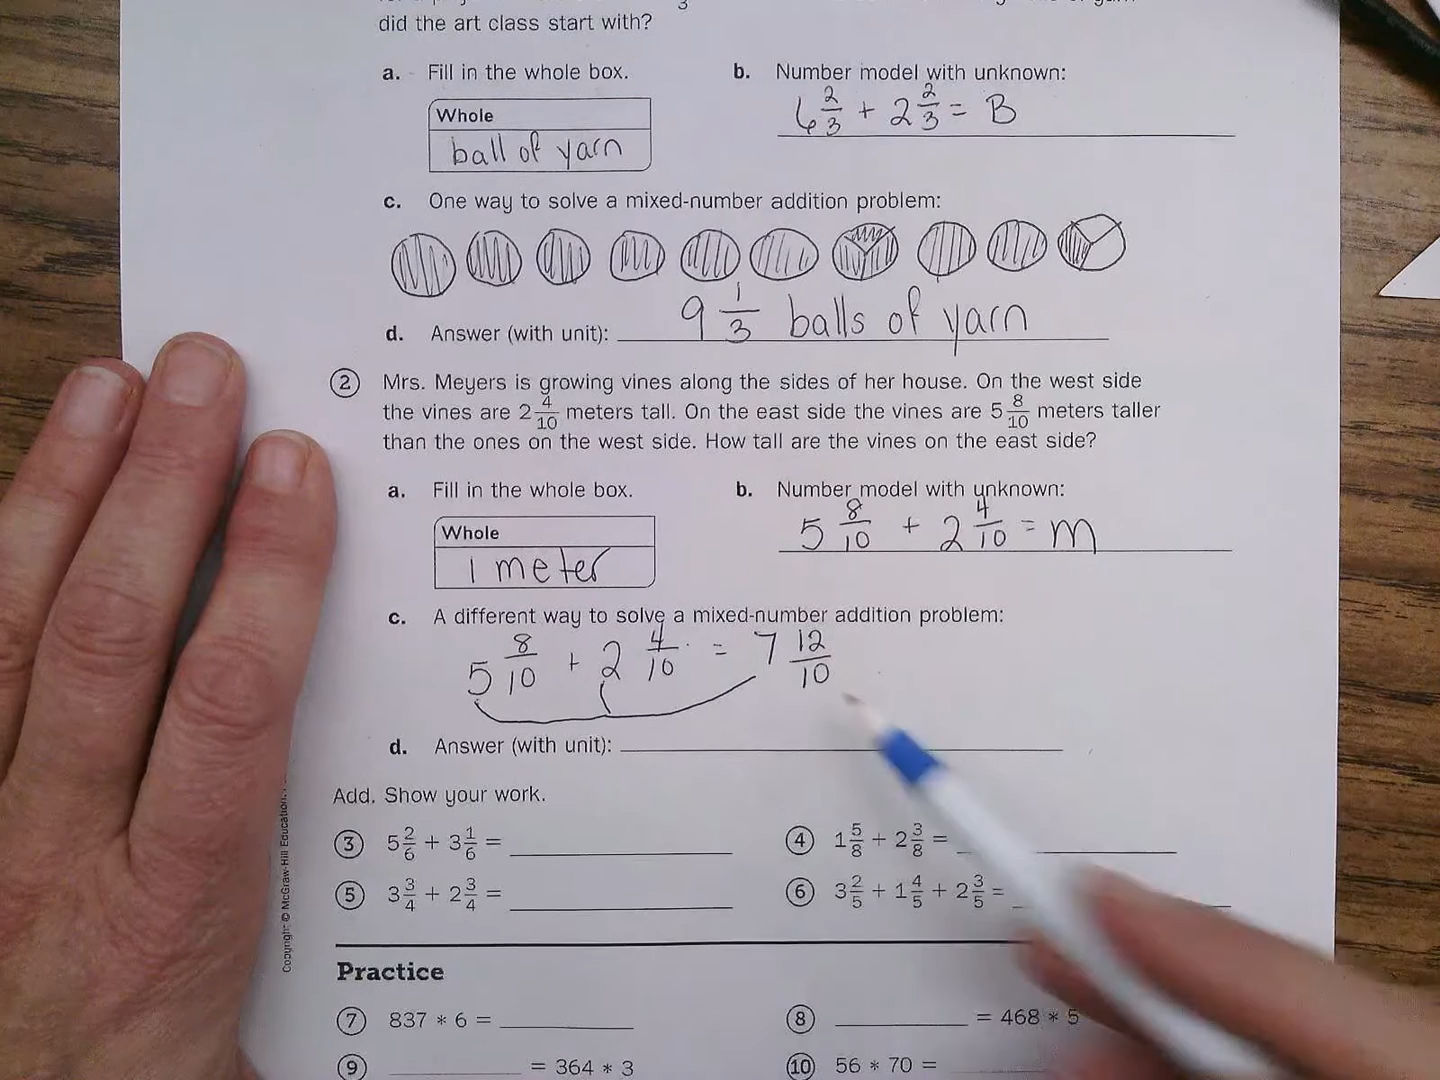 did the art class start with?
a. Fill in the whole box.
b. Number model with unknown:
Whole
ball of yarn
6 2/3 + 2 2/3 = B
c. One way to solve a mixed-number addition problem:
d. Answer (with unit): 9 1/3 balls of yarn
2 Mrs. Meyers is growing vines along the sides of her house. On the west side
the vines are 2 4/10 meters tall. On the east side the vines are 5 8/10 meters taller
than the ones on the west side. How tall are the vines on the east side?
a. Fill in the whole box.
b. Number model with unknown:
Whole
1 meter
5 8/10 + 2 4/10 = m
c. A different way to solve a mixed-number addition problem:
5 8/10 + 2 4/10 = 7 12/10
d. Answer (with unit):
Add. Show your work.
3 5 2/6 + 3 1/6 =
4 1 5/8 + 2 3/8 =
5 3 3/4 + 2 3/4 =
6 3 2/5 + 1 4/5 + 2 3/5 =
Practice
7 837 * 6 =
8 = 468 * 5
9 = 364 * 3
10 56 * 70 =
Copyright © McGraw-Hill Education.